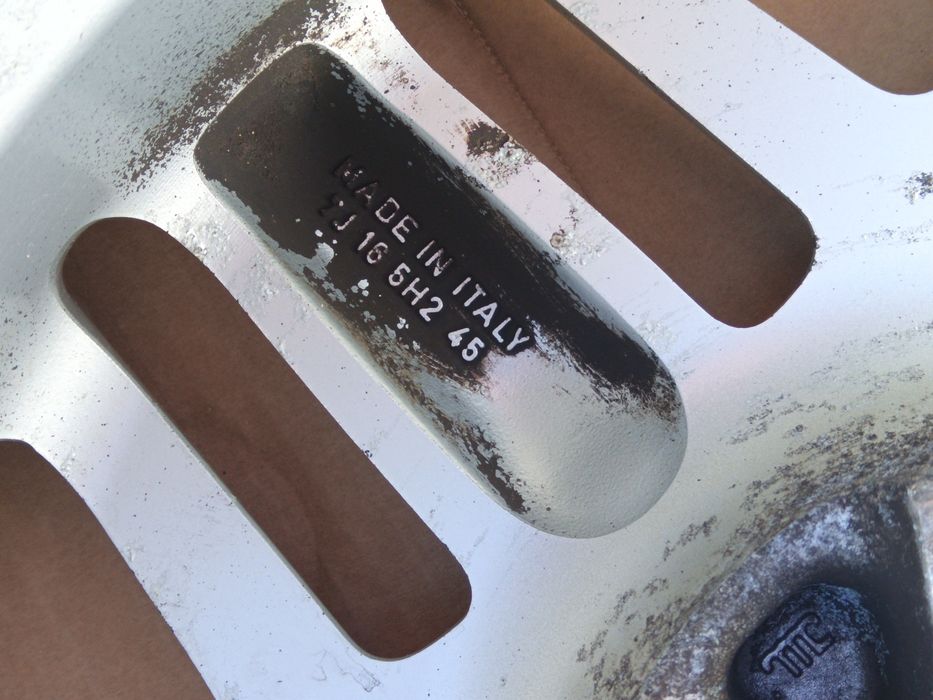 MADE IN ITALY
7J 16 5H2 45